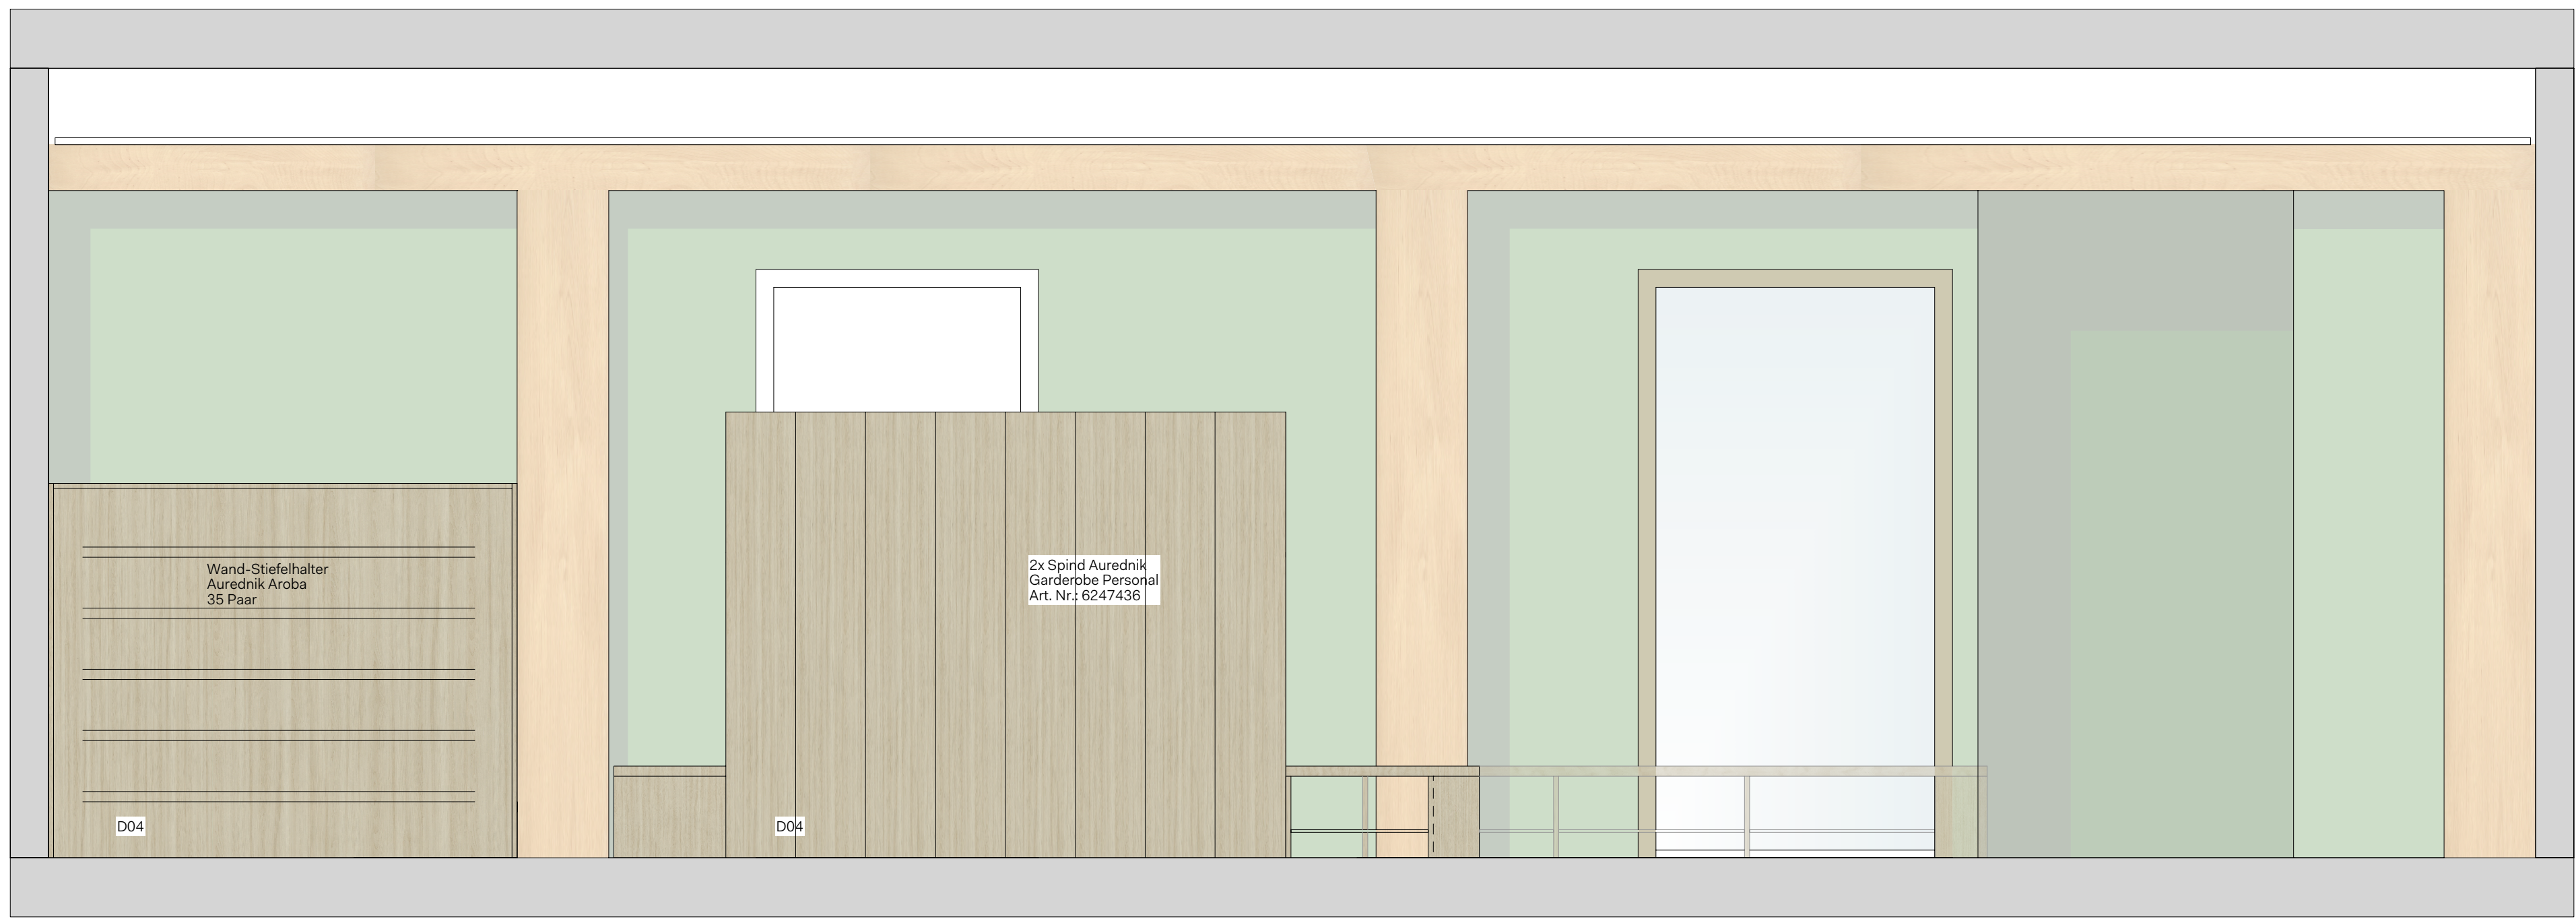 Wand-Stiefelhalter
Aurednik Aroba
35 Paar
D04
2x Spind Aurednik
Garderobe Personal
Art. Nr.: 6247436
D04